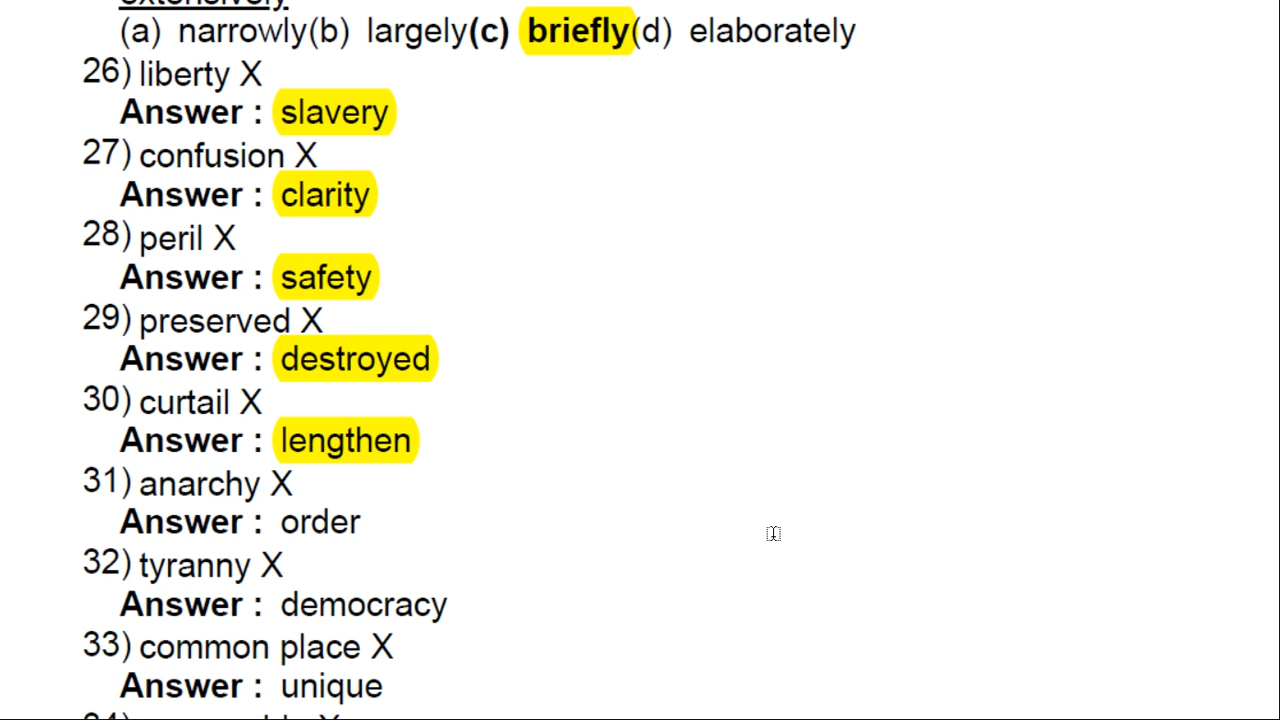 extensively
(a) narrowly(b) largely(c) briefly(d) elaborately
26) liberty X
Answer : slavery
27) confusion X
Answer : clarity
28) peril X
Answer : safety
29) preserved X
Answer : destroyed
30) curtail X
Answer : lengthen
31) anarchy X
Answer : order
32) tyranny X
Answer : democracy
33) common place X
Answer : unique